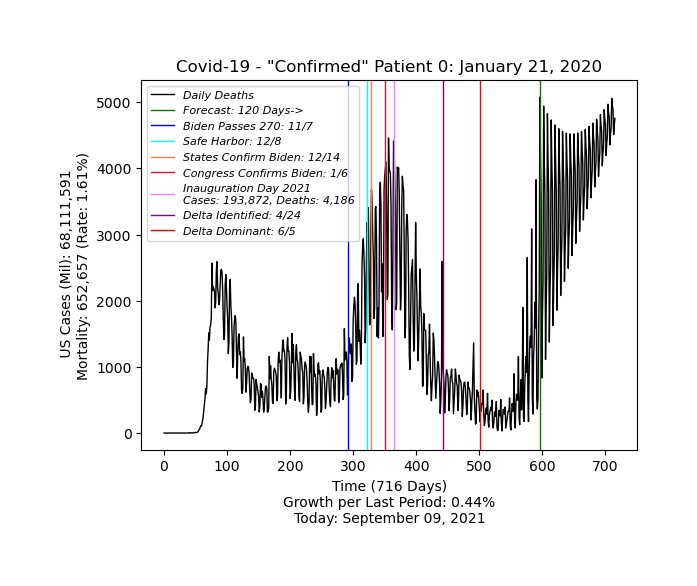 Covid-19 - "Confirmed" Patient 0: January 21, 2020
Daily Deaths
Forecast: 120 Days->
Biden Passes 270: 11/7
Safe Harbor: 12/8
States Confirm Biden: 12/14
Congress Confirms Biden: 1/6
Inauguration Day 2021
Cases: 193,872, Deaths: 4,186
Delta Identified: 4/24
Delta Dominant: 6/5
US Cases (Mil): 68,111,591
Mortality: 652,657 (Rate: 1.61%)
5000
4000
3000
2000
1000
0
0 100 200 300 400 500 600 700
Time (716 Days)
Growth per Last Period: 0.44%
Today: September 09, 2021